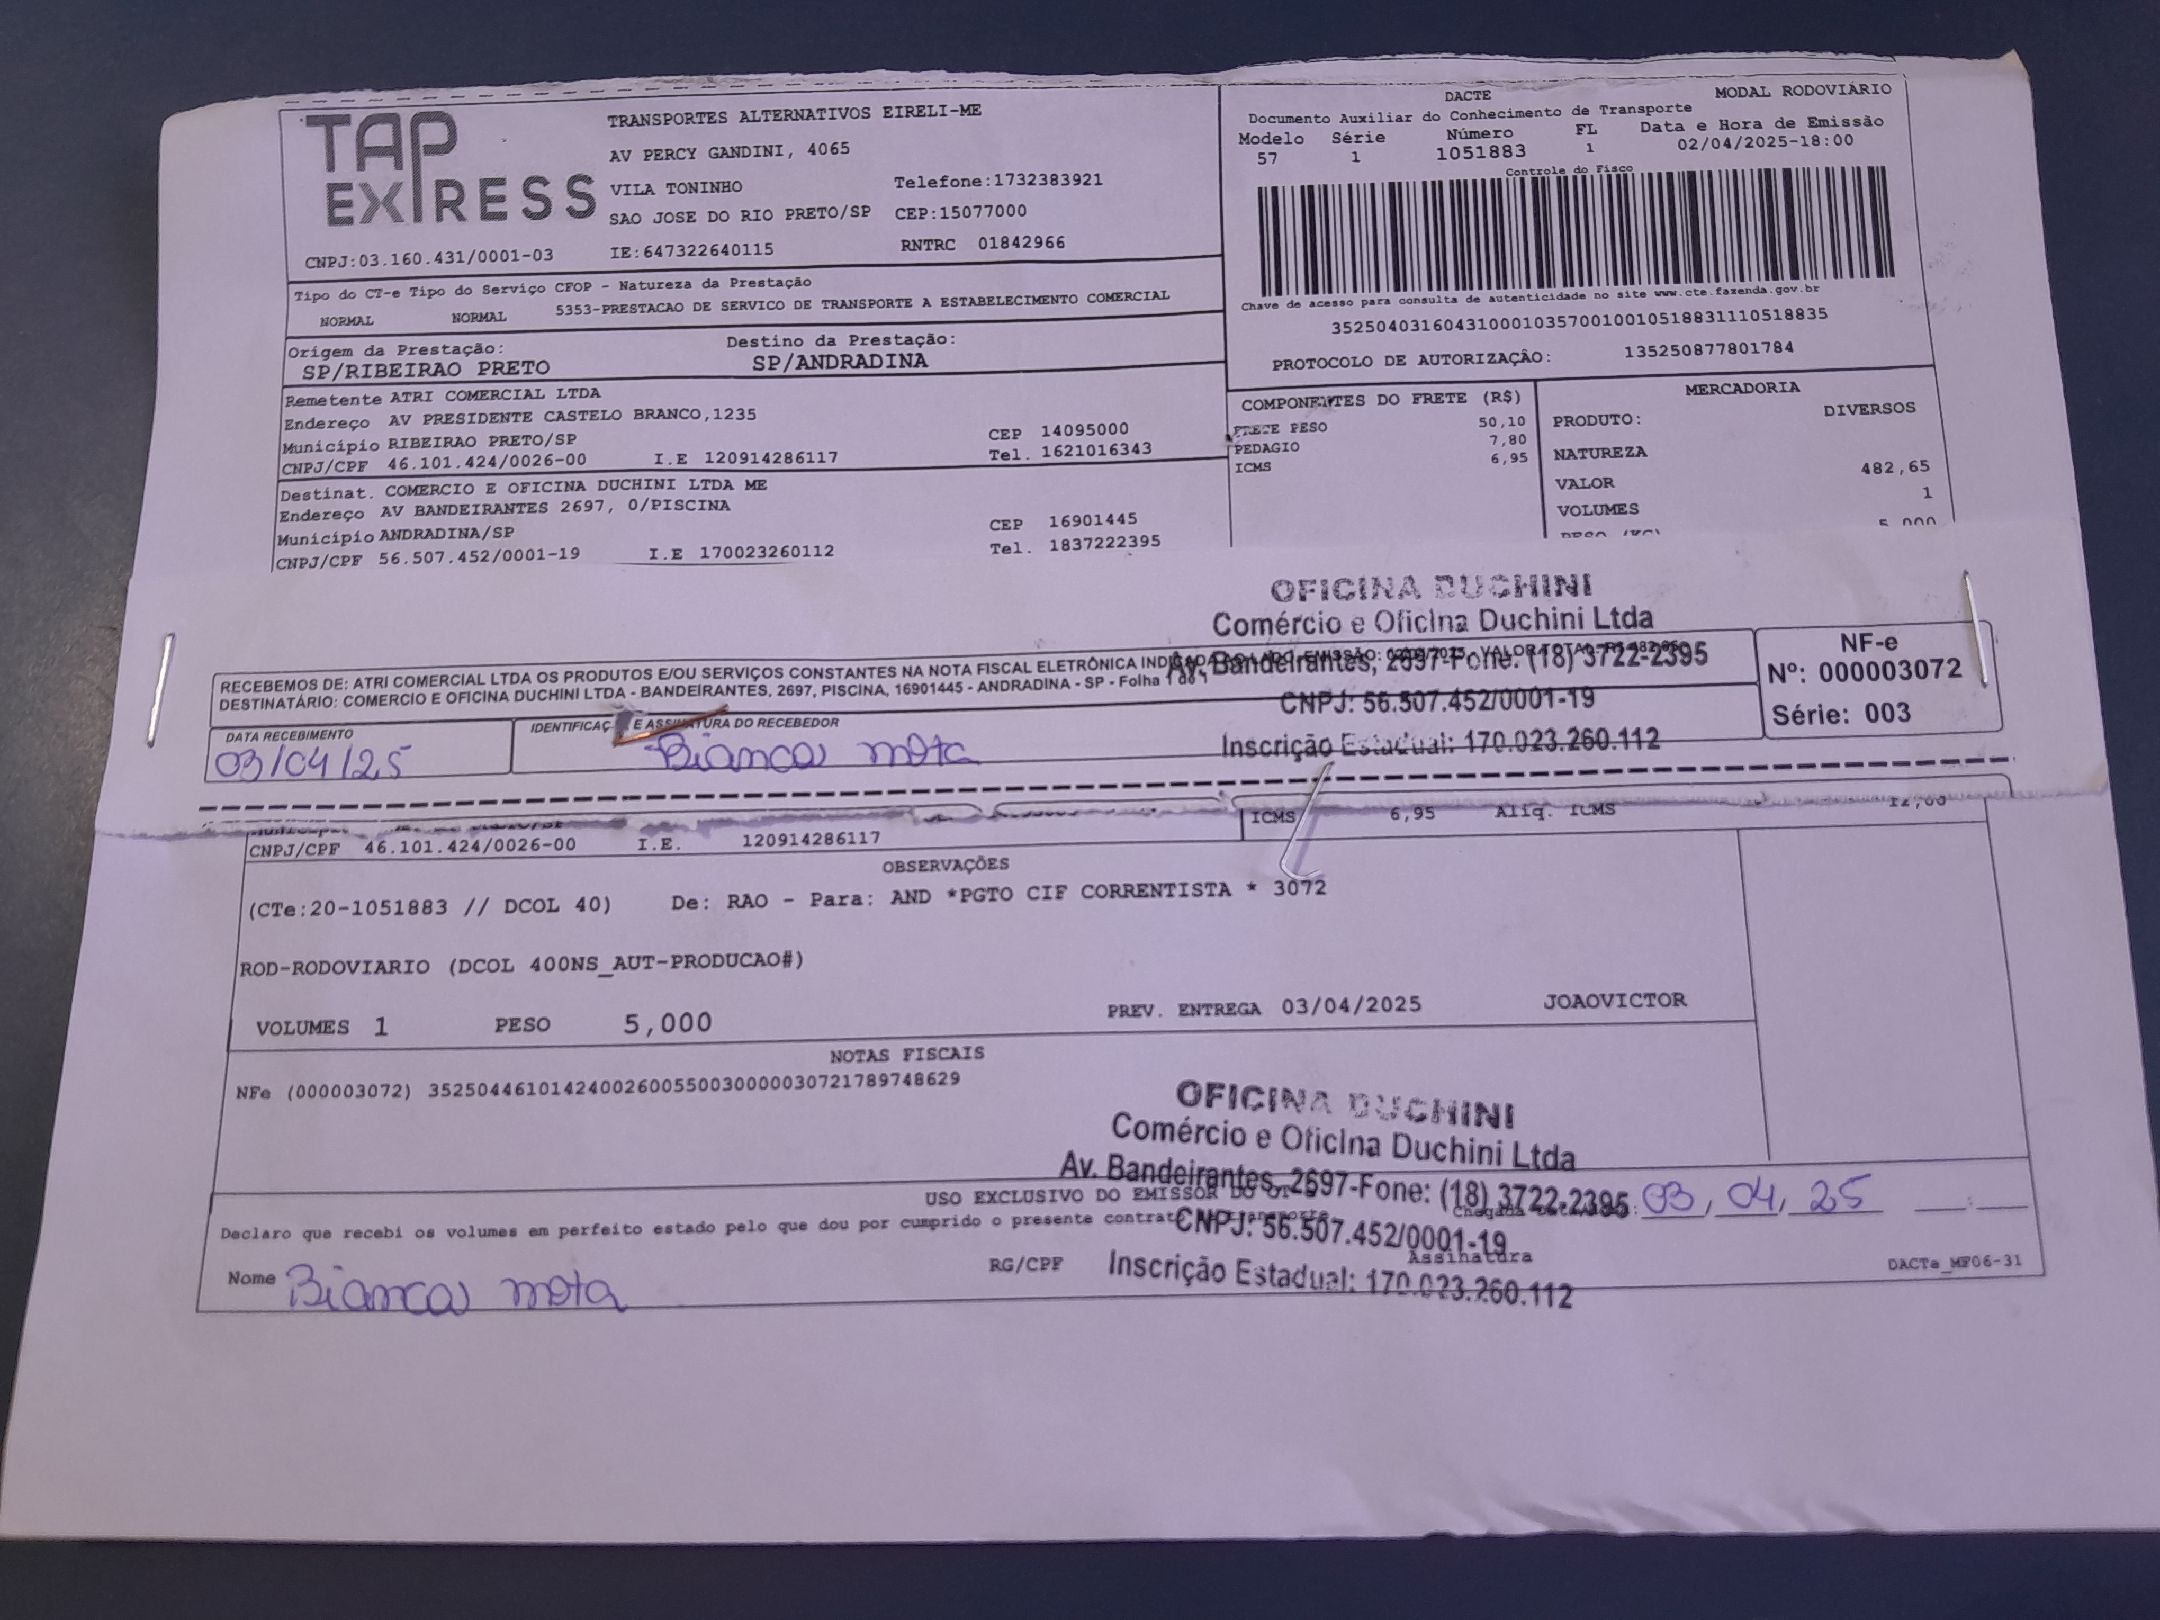 TAP EXPRESS
TRANSPORTES ALTERNATIVOS EIRELI-ME
AV PERCY GANDINI, 4065
VILA TONINHO Telefone:1732383921
SAO JOSE DO RIO PRETO/SP CEP:15077000
CNPJ:03.160.431/0001-03 IE:647322640115 RNTRC 01842966
DACTE MODAL RODOVIÁRIO
Documento Auxiliar do Conhecimento de Transporte
Modelo Série Número FL Data e Hora de Emissão
57 1 1051883 1 02/04/2025-18:00
Controle do Fisco
Chave de acesso para consulta de autenticidade no site www.cte.fazenda.gov.br
35250403160431000103570010010518831110518835
PROTOCOLO DE AUTORIZAÇÃO: 135250877801784
Tipo do CT-e Tipo do Serviço CFOP - Natureza da Prestação
NORMAL NORMAL 5353-PRESTACAO DE SERVICO DE TRANSPORTE A ESTABELECIMENTO COMERCIAL
Origem da Prestação: Destino da Prestação:
SP/RIBEIRAO PRETO SP/ANDRADINA
Remetente ATRI COMERCIAL LTDA
Endereço AV PRESIDENTE CASTELO BRANCO,1235
Município RIBEIRAO PRETO/SP CEP 14095000
CNPJ/CPF 46.101.424/0026-00 I.E 120914286117 Tel. 1621016343
Destinat. COMERCIO E OFICINA DUCHINI LTDA ME
Endereço AV BANDEIRANTES 2697, 0/PISCINA
Município ANDRADINA/SP CEP 16901445
CNPJ/CPF 56.507.452/0001-19 I.E 170023260112 Tel. 1837222395
COMPONENTES DO FRETE (R$)
FRETE PESO 50,10
PEDAGIO 7,80
ICMS 6,95
MERCADORIA
PRODUTO: DIVERSOS
NATUREZA
VALOR 482,65
VOLUMES 1
PESO (KG) 5,000
OFICINA DUCHINI
Comércio e Oficina Duchini Ltda
Av. Bandeirantes, 2697-Fone: (18) 3722-2395
CNPJ: 56.507.452/0001-19
Inscrição Estadual: 170.023.260.112
RECEBEMOS DE: ATRI COMERCIAL LTDA OS PRODUTOS E/OU SERVIÇOS CONSTANTES NA NOTA FISCAL ELETRÔNICA
DESTINATÁRIO: COMERCIO E OFICINA DUCHINI LTDA - BANDEIRANTES, 2697, PISCINA, 16901445 - ANDRADINA - SP - Folha 1 do 1
NF-e
Nº: 000003072
Série: 003
DATA RECEBIMENTO
03/04/25
E ASSINATURA DO RECEBEDOR
Bianca mota
ICMS 6,95 Alíq. ICMS
CNPJ/CPF 46.101.424/0026-00 I.E. 120914286117
OBSERVAÇÕES
(CTe:20-1051883 // DCOL 40) De: RAO - Para: AND *PGTO CIF CORRENTISTA * 3072
ROD-RODOVIARIO (DCOL 400NS_AUT-PRODUCAO#)
VOLUMES 1 PESO 5,000 PREV. ENTREGA 03/04/2025 JOAOVICTOR
NOTAS FISCAIS
NFe (000003072) 35250446101424002600550030000030721789748629
OFICINA DUCHINI
Comércio e Oficina Duchini Ltda
Av. Bandeirantes, 2697-Fone: (18) 3722-2395
CNPJ: 56.507.452/0001-19
Inscrição Estadual: 170.023.260.112
USO EXCLUSIVO DO EMISSOR DO
03, 04, 25
Declaro que recebi os volumes em perfeito estado pelo que dou por cumprido o presente
Nome Bianca mota RG/CPF Assinatura DACTe_MF06-31